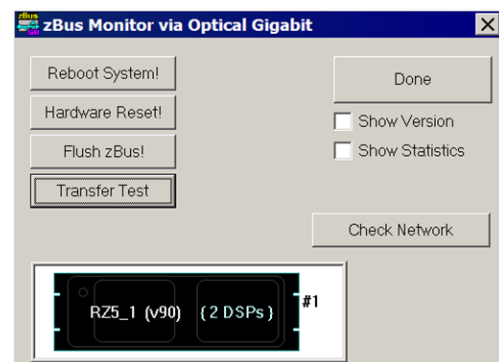 zBus Monitor via Optical Gigabit
Reboot System!
Done
Hardware Reset!
Show Version
Flush zBus!
Show Statistics
Transfer Test
Check Network
RZ5_1 (v90) {2 DSPs} #1